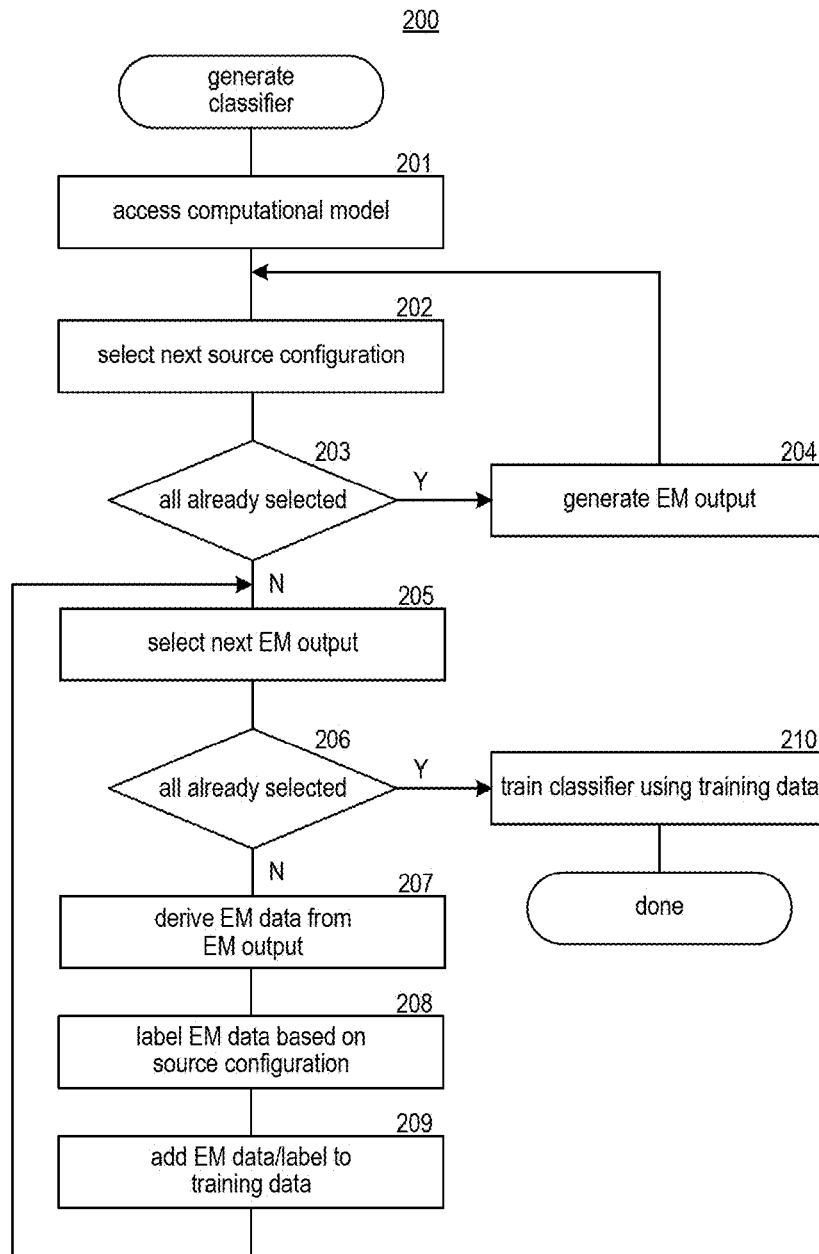 200
generate
classifier
201
access computational model
202
select next source configuration
203
all already selected
Y
204
generate EM output
N
205
select next EM output
206
all already selected
Y
210
train classifier using training data
done
N
207
derive EM data from
EM output
208
label EM data based on
source configuration
209
add EM data/label to
training data